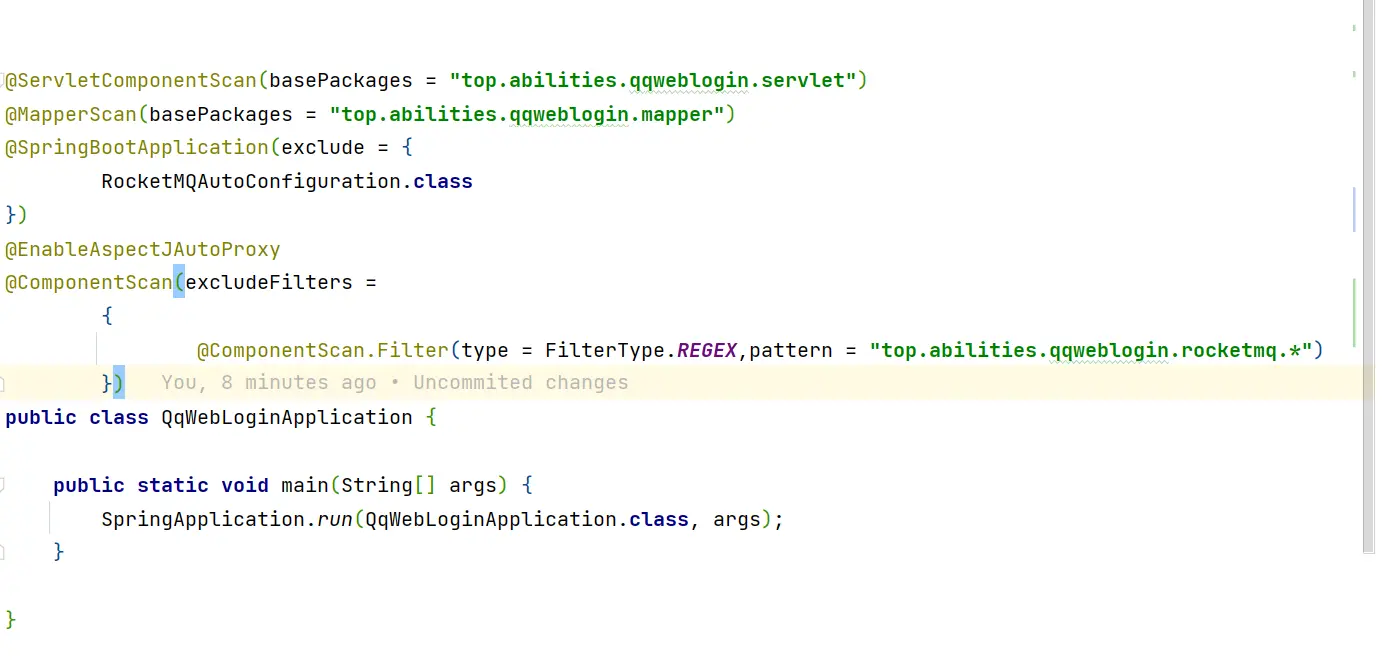 @ServletComponentScan(basePackages = "top.abilities.qqweblogin.servlet")
@MapperScan(basePackages = "top.abilities.qqweblogin.mapper")
@SpringBootApplication(exclude = {
        RocketMQAutoConfiguration.class
})
@EnableAspectJAutoProxy
@ComponentScan(excludeFilters =
        {
                @ComponentScan.Filter(type = FilterType.REGEX,pattern = "top.abilities.qqweblogin.rocketmq.*")
        })   You, 8 minutes ago • Uncommited changes
public class QqWebLoginApplication {
    public static void main(String[] args) {
        SpringApplication.run(QqWebLoginApplication.class, args);
    }
}